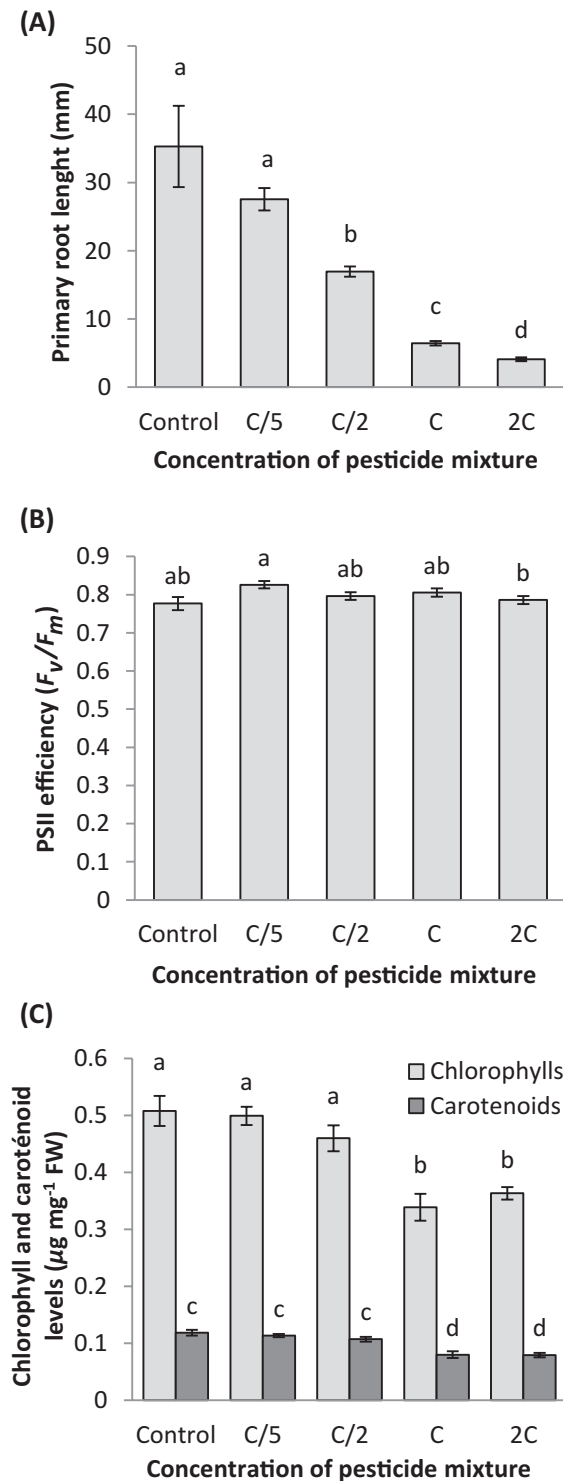 (A)
Primary root lenght (mm)
50
40
30
20
10
0
a
a
b
c
d
Control C/5 C/2 C 2C
Concentration of pesticide mixture
(B)
PSII efficiency (Fv/Fm)
0.9
0.8
0.7
0.6
0.5
0.4
0.3
0.2
0.1
0
ab
a
ab
ab
b
Control C/5 C/2 C 2C
Concentration of pesticide mixture
(C)
Chlorophyll and caroténoid
levels (µg mg⁻¹ FW)
0.6
0.5
0.4
0.3
0.2
0.1
0
Chlorophylls
Carotenoids
a
a
a
b
b
c
c
c
d
d
Control C/5 C/2 C 2C
Concentration of pesticide mixture